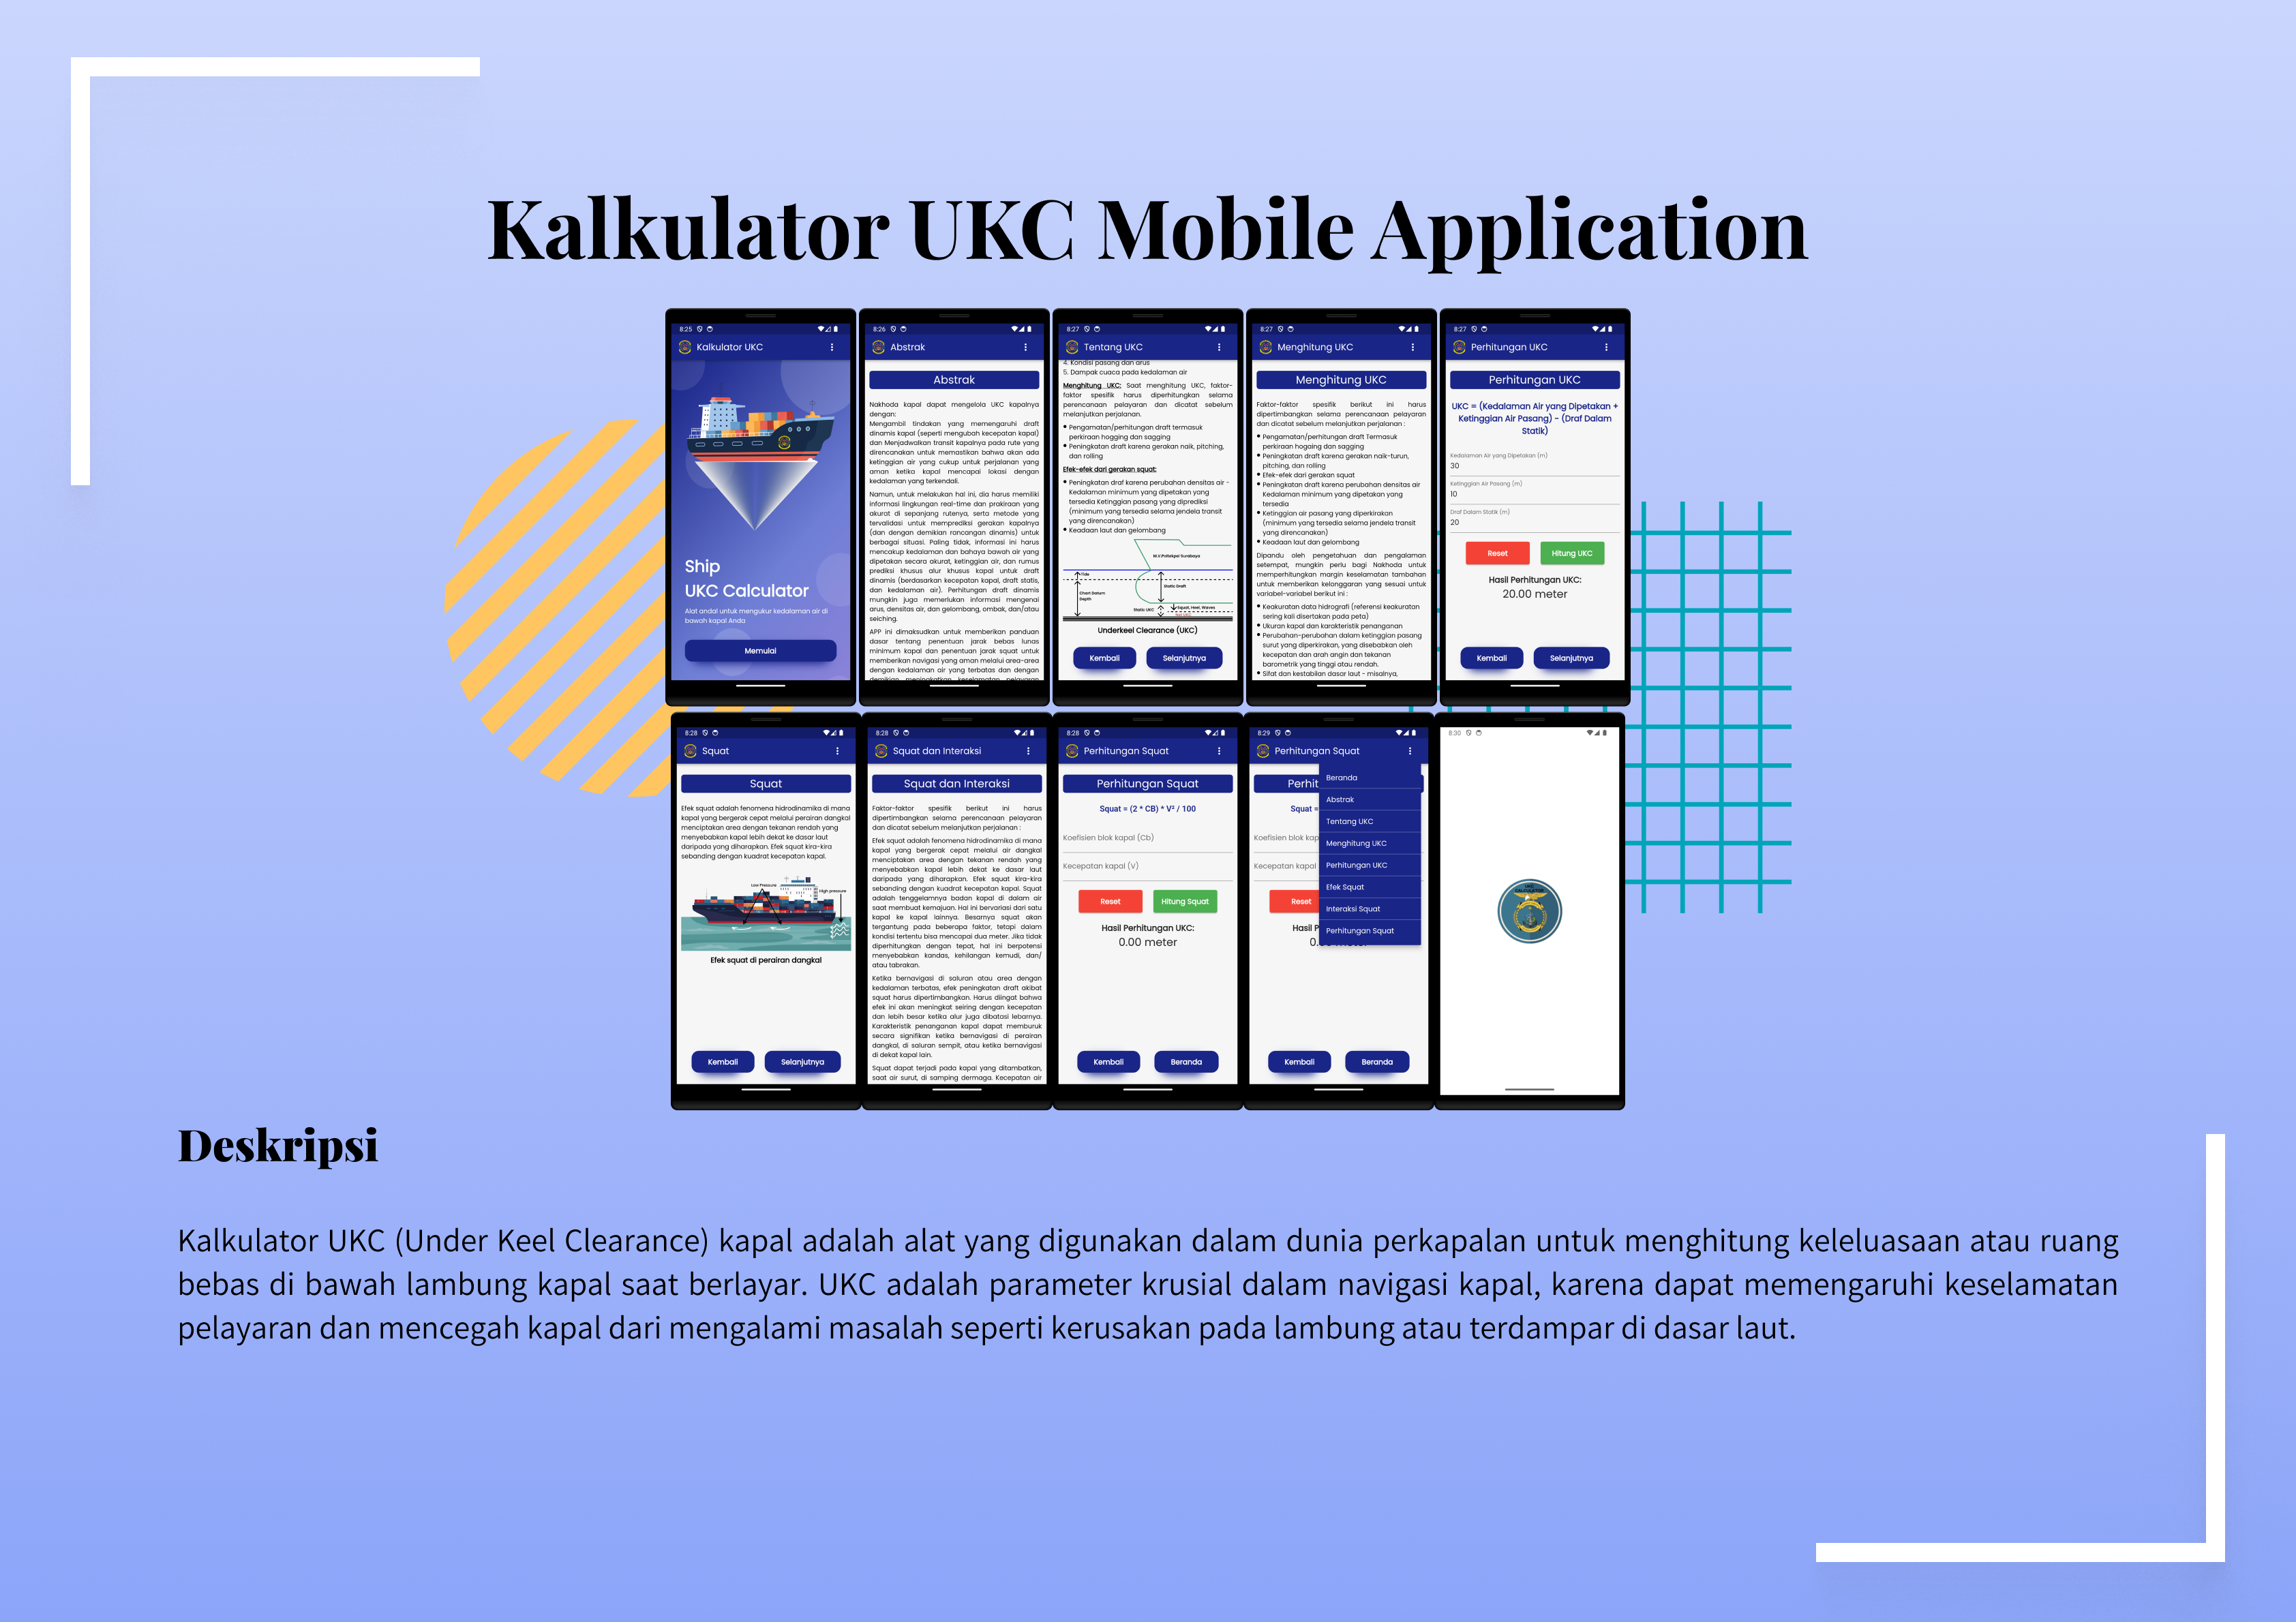 Kalkulator UKC Mobile Application
8:25
Kalkulator UKC
Ship
UKC Calculator
Alat andal untuk mengukur kedalaman air di
bawah kapal Anda
Memulai
8:26
Abstrak
Abstrak
Nakhoda kapal dapat mengelola UKC kapalnya
dengan:
Mengambil tindakan yang memengaruhi draft
dinamis kapal (seperti mengubah kecepatan kapal)
dan Menjadwalkan transit kapalnya pada rute yang
direncanakan untuk memastikan bahwa akan ada
ketinggian air yang cukup untuk perjalanan yang
aman ketika kapal mencapai lokasi dengan
kedalaman yang terkendali.
Namun, untuk melakukan hal ini, dia harus memiliki
informasi lingkungan real-time dan prakiraan yang
akurat di sepanjang rutenya, serta metode yang
tervalidasi untuk memprediksi gerakan kapalnya
(dan dengan demikian rancangan dinamis) untuk
berbagai situasi. Paling tidak, informasi ini harus
mencakup kedalaman dan bahaya bawah air yang
dipetakan secara akurat, ketinggian air, dan rumus
prediksi khusus alur khusus kapal untuk draft
dinamis (berdasarkan kecepatan kapal, draft statis,
dan kedalaman air). Perhitungan draft dinamis
mungkin juga memerlukan informasi mengenai
arus, densitas air, dan gelombang, ombak, dan/atau
seiching.
APP ini dimaksudkan untuk memberikan panduan
dasar tentang penentuan jarak bebas lunas
minimum kapal dan penentuan jarak squat untuk
memberikan navigasi yang aman melalui area-area
dengan kedalaman air yang terbatas dan dengan
demikian meningkatkan keselamatan pelayaran
8:27
Tentang UKC
4. Kondisi pasang dan arus
5. Dampak cuaca pada kedalaman air
Menghitung UKC: Saat menghitung UKC, faktor-
faktor spesifik harus diperhitungkan selama
perencanaan pelayaran dan dicatat sebelum
melanjutkan perjalanan.
• Pengamatan/perhitungan draft termasuk
perkiraan hogging dan sagging
• Peningkatan draft karena gerakan naik, pitching,
dan rolling
Efek-efek dari gerakan squat:
• Peningkatan draf karena perubahan densitas air -
Kedalaman minimum yang dipetakan yang
tersedia Ketinggian pasang yang diprediksi
(minimum yang tersedia selama jendela transit
yang direncanakan)
• Keadaan laut dan gelombang
M.V Poltekpel Surabaya
Tide
Static Draft
Chart Datum
Depth
Static UKC
Squat, Heel, Waves
Underkeel Clearance (UKC)
Kembali
Selanjutnya
8:27
Menghitung UKC
Menghitung UKC
Faktor-faktor spesifik berikut ini harus
dipertimbangkan selama perencanaan pelayaran
dan dicatat sebelum melanjutkan perjalanan :
• Pengamatan/perhitungan draft Termasuk
perkiraan hogaing dan sagging
• Peningkatan draft karena gerakan naik-turun,
pitching, dan rolling
• Efek-efek dari gerakan squat
• Peningkatan draft karena perubahan densitas air
Kedalaman minimum yang dipetakan yang
tersedia
• Ketinggian air pasang yang diperkirakan
(minimum yang tersedia selama jendela transit
yang direncanakan)
• Keadaan laut dan gelombang
Dipandu oleh pengetahuan dan pengalaman
setempat, mungkin perlu bagi Nakhoda untuk
memperhitungkan margin keselamatan tambahan
untuk memberikan kelonggaran yang sesuai untuk
variabel-variabel berikut ini :
• Keakuratan data hidrografi (referensi keakuratan
sering kali disertakan pada peta)
• Ukuran kapal dan karakteristik penanganan
• Perubahan-perubahan dalam ketinggian pasang
surut yang diperkirakan, yang disebabkan oleh
kecepatan dan arah angin dan tekanan
barometrik yang tinggi atau rendah.
• Sifat dan kestabilan dasar laut - misalnya,
8:27
Perhitungan UKC
Perhitungan UKC
UKC = (Kedalaman Air yang Dipetakan +
Ketinggian Air Pasang) - (Draf Dalam
Statik)
Kedalaman Air yang Dipetakan (m)
30
Ketinggian Air Pasang (m)
10
Draf Dalam Statik (m)
20
Reset
Hitung UKC
Hasil Perhitungan UKC:
20.00 meter
Kembali
Selanjutnya
8:28
Squat
Squat
Efek squat adalah fenomena hidrodinamika di mana
kapal yang bergerak cepat melalui perairan dangkal
menciptakan area dengan tekanan rendah yang
menyebabkan kapal lebih dekat ke dasar laut
daripada yang diharapkan. Efek squat kira-kira
sebanding dengan kuadrat kecepatan kapal.
Low Pressure
High pressure
Efek squat di perairan dangkal
Kembali
Selanjutnya
8:28
Squat dan Interaksi
Squat dan Interaksi
Faktor-faktor spesifik berikut ini harus
dipertimbangkan selama perencanaan pelayaran
dan dicatat sebelum melanjutkan perjalanan :
Efek squat adalah fenomena hidrodinamika di mana
kapal yang bergerak cepat melalui air dangkal
menciptakan area dengan tekanan rendah yang
menyebabkan kapal lebih dekat ke dasar laut
daripada yang diharapkan. Efek squat kira-kira
sebanding dengan kuadrat kecepatan kapal. Squat
adalah tenggelamnya badan kapal di dalam air
saat membuat kemajuan. Hal ini bervariasi dari satu
kapal ke kapal lainnya. Besarnya squat akan
tergantung pada beberapa faktor, tetapi dalam
kondisi tertentu bisa mencapai dua meter. Jika tidak
diperhitungkan dengan tepat, hal ini berpotensi
menyebabkan kandas, kehilangan kemudi, dan/
atau tabrakan.
Ketika bernavigasi di saluran atau area dengan
kedalaman terbatas, efek peningkatan draft akibat
squat harus dipertimbangkan. Harus diingat bahwa
efek ini akan meningkat seiring dengan kecepatan
dan lebih besar ketika alur juga dibatasi lebarnya.
Karakteristik penanganan kapal dapat memburuk
secara signifikan ketika bernavigasi di perairan
dangkal, di saluran sempit, atau ketika bernavigasi
di dekat kapal lain.
Squat dapat terjadi pada kapal yang ditambatkan,
saat air surut, di samping dermaga. Kecepatan air
8:28
Perhitungan Squat
Perhitungan Squat
Squat = (2 * CB) * V² / 100
Koefisien blok kapal (Cb)
Kecepatan kapal (V)
Reset
Hitung Squat
Hasil Perhitungan UKC:
0.00 meter
Kembali
Beranda
8:29
Perhitungan Squat
Perhit
Squat =
Koefisien blok kap
Kecepatan kapal
Reset
Hasil P
Beranda
Abstrak
Tentang UKC
Menghitung UKC
Perhitungan UKC
Efek Squat
Interaksi Squat
Perhitungan Squat
Kembali
Beranda
8:30
UKC
CALCULATOR
Deskripsi
Kalkulator UKC (Under Keel Clearance) kapal adalah alat yang digunakan dalam dunia perkapalan untuk menghitung keleluasaan atau ruang
bebas di bawah lambung kapal saat berlayar. UKC adalah parameter krusial dalam navigasi kapal, karena dapat memengaruhi keselamatan
pelayaran dan mencegah kapal dari mengalami masalah seperti kerusakan pada lambung atau terdampar di dasar laut.